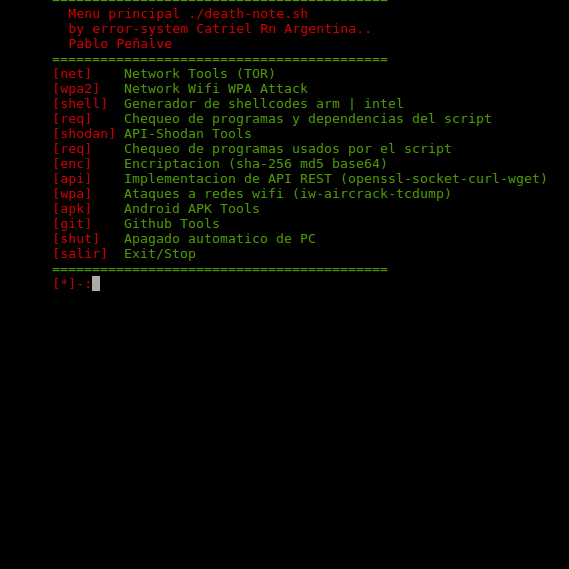 ==========================================
Menu principal ./death-note.sh
by error-system Catriel Rn Argentina..
Pablo Peñalve
==========================================
[net] Network Tools (TOR)
[wpa2] Network Wifi WPA Attack
[shell] Generador de shellcodes arm | intel
[req] Chequeo de programas y dependencias del script
[shodan] API-Shodan Tools
[req] Chequeo de programas usados por el script
[enc] Encriptacion (sha-256 md5 base64)
[api] Implementacion de API REST (openssl-socket-curl-wget)
[wpa] Ataques a redes wifi (iw-aircrack-tcdump)
[apk] Android APK Tools
[git] Github Tools
[shut] Apagado automatico de PC
[salir] Exit/Stop
==========================================
[*]-: